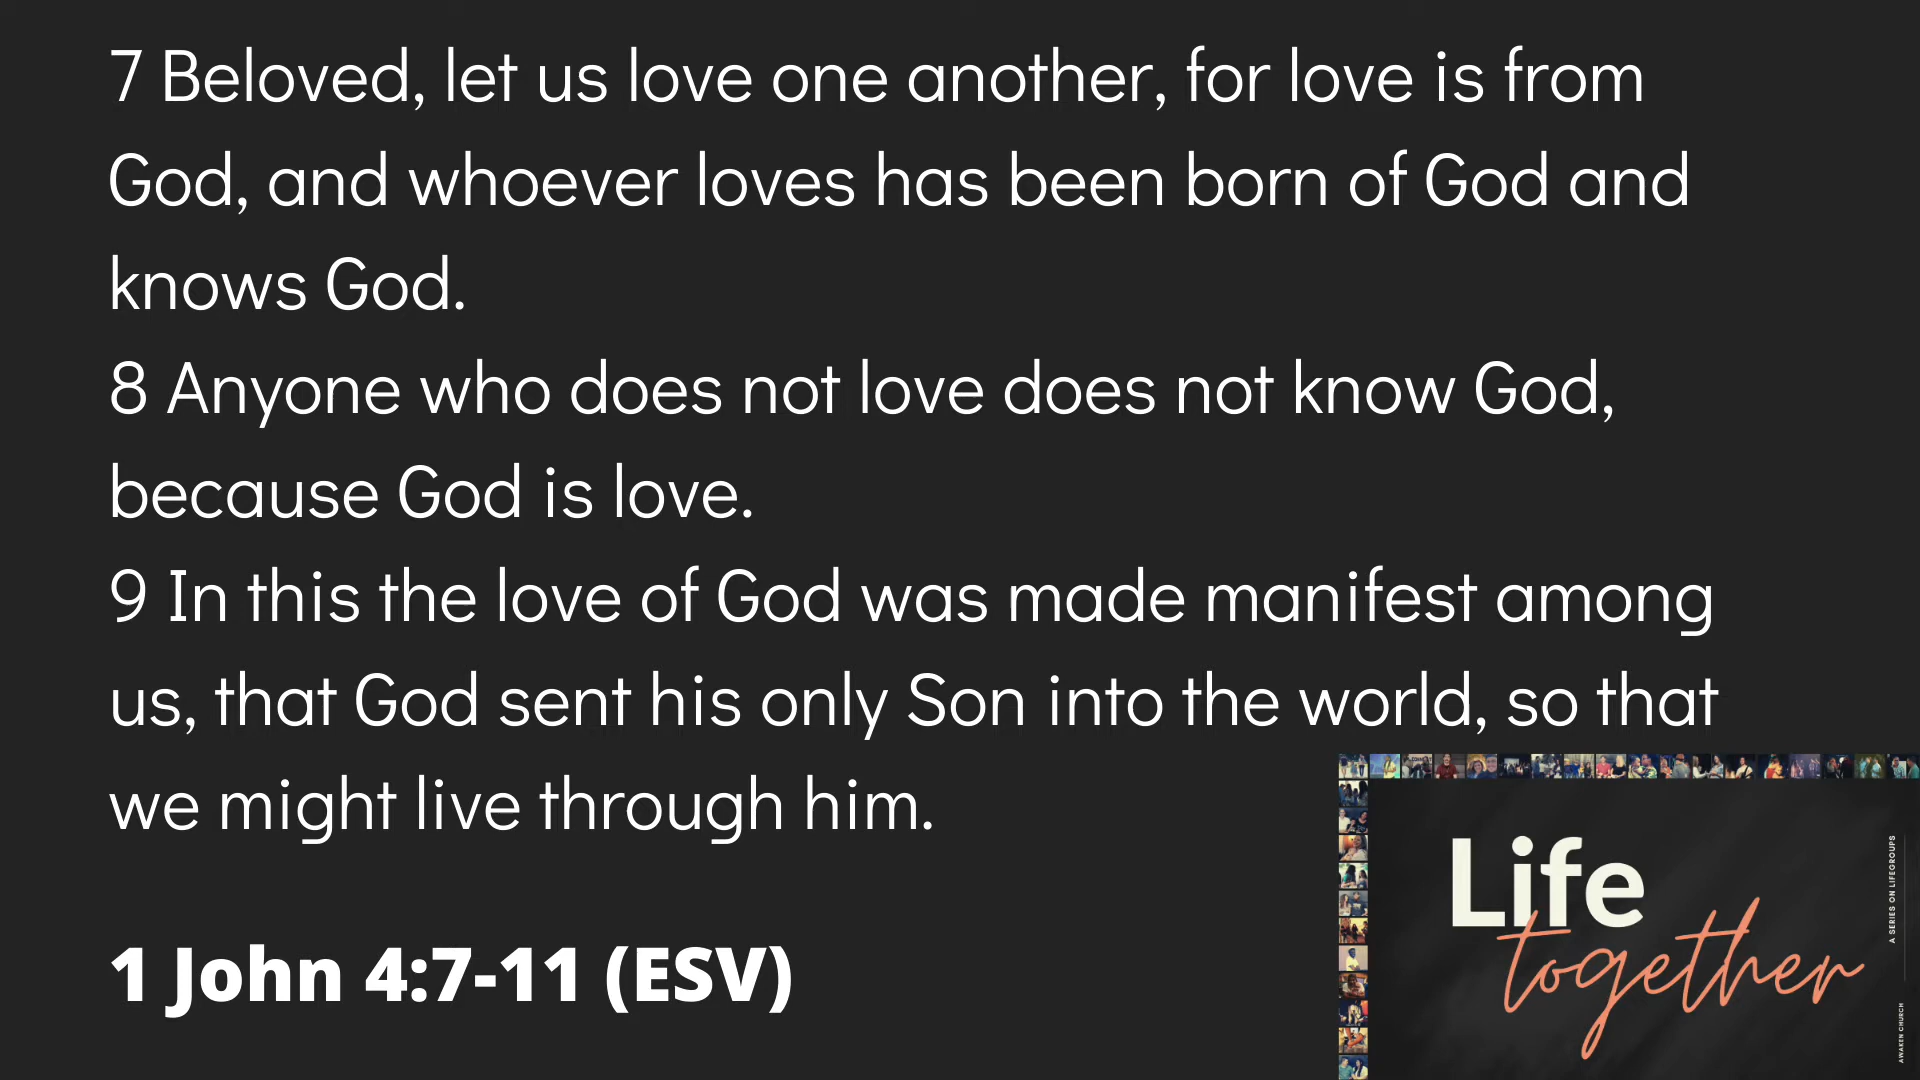 7 Beloved, let us love one another, for love is from
God, and whoever loves has been born of God and
knows God.
8 Anyone who does not love does not know God,
because God is love.
9 In this the love of God was made manifest among
us, that God sent his only Son into the world, so that
we might live through him.
1 John 4:7-11 (ESV)
Life
together
A SERIES ON LIFEGROUPS
AWAKEN CHURCH